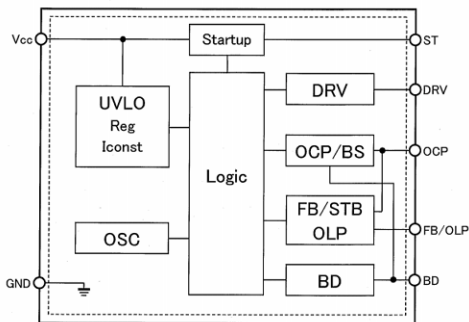 Vcc
Startup
ST
UVLO
Reg
Iconst
DRV
DRV
Logic
OCP/BS
OCP
FB/STB
OLP
FB/OLP
OSC
GND
BD
BD